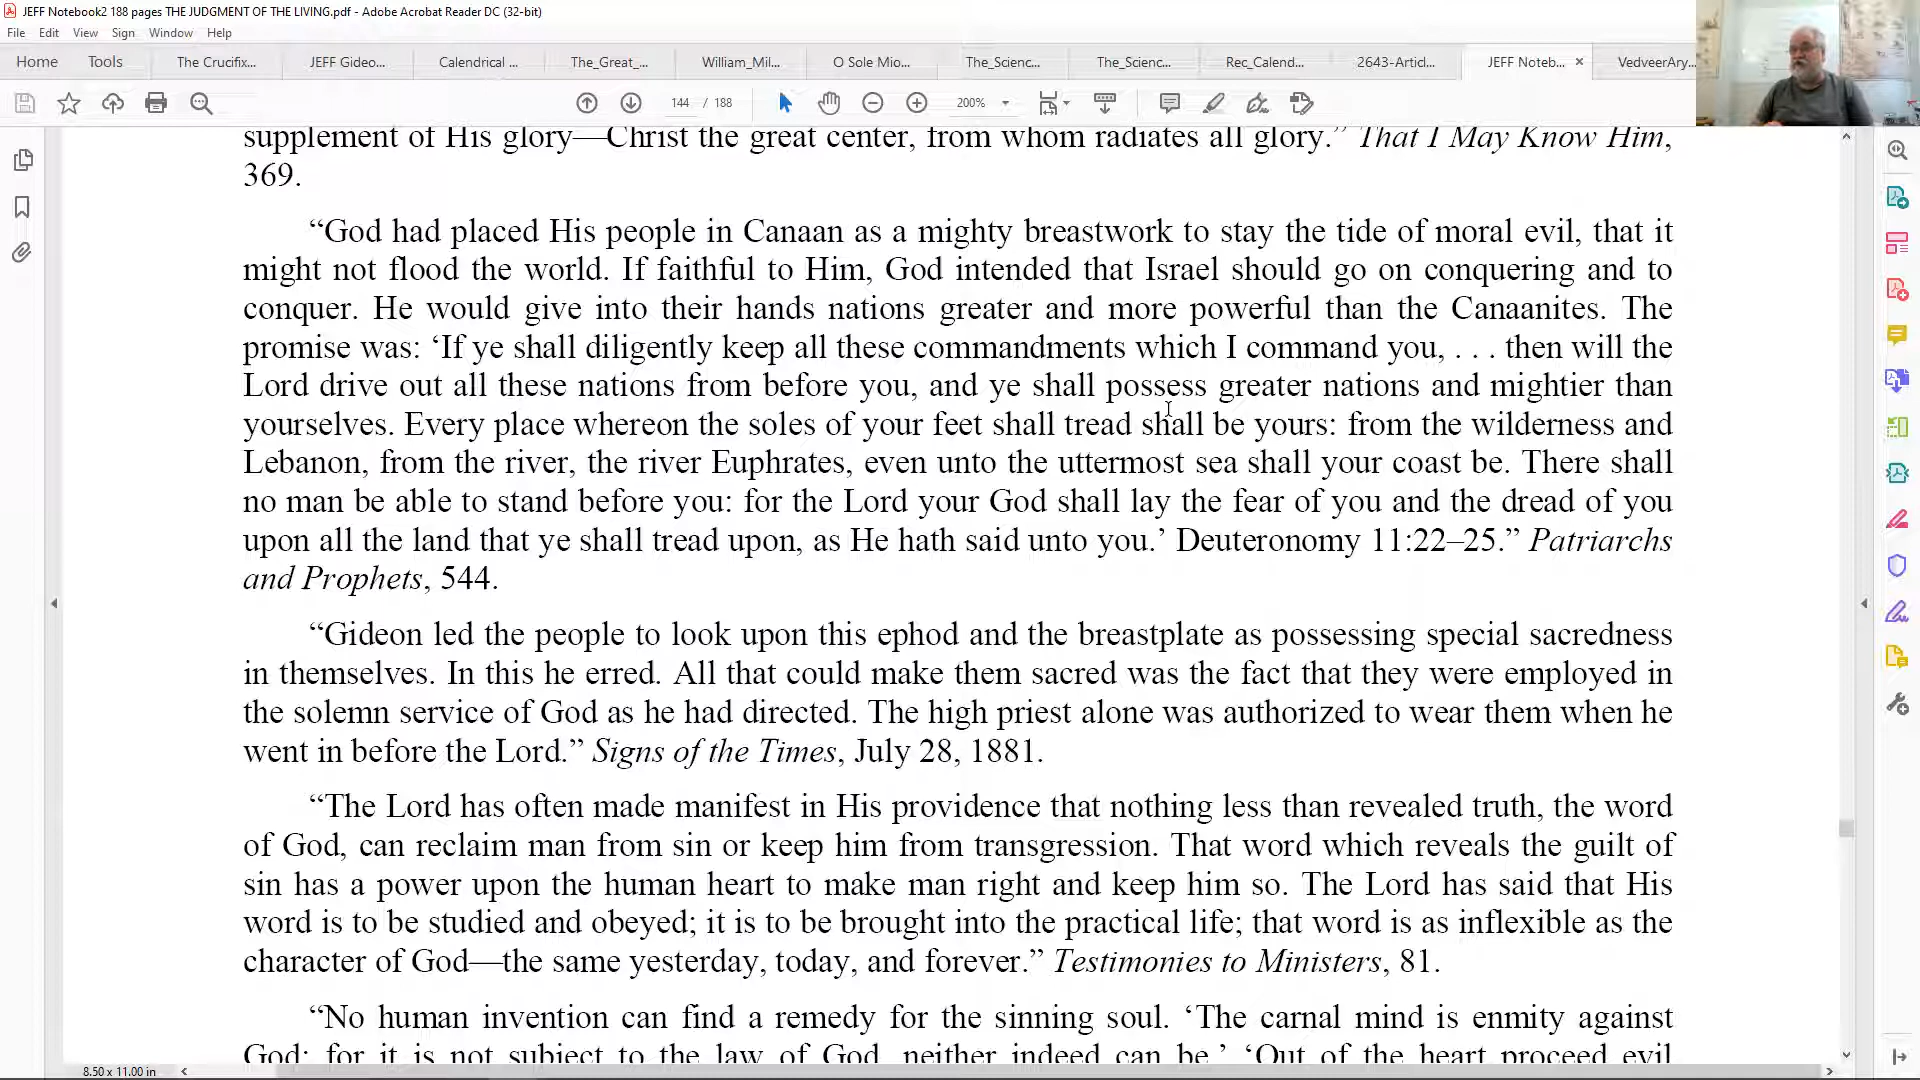 JEFF Notebook2 188 pages THE JUDGMENT OF THE LIVING.pdf - Adobe Acrobat Reader DC (32-bit)
File Edit View Sign Window Help
Home Tools The Crucifix... JEFF Gideo... Calendrical ... The_Great_... William_Mil... O Sole Mio... The_Scienc... The_Scienc... Rec_Calend... 2643-Articl... JEFF Noteb... × VedveerAry...
144 / 188 200%
supplement of His glory—Christ the great center, from whom radiates all glory.” That I May Know Him,
369.
“God had placed His people in Canaan as a mighty breastwork to stay the tide of moral evil, that it
might not flood the world. If faithful to Him, God intended that Israel should go on conquering and to
conquer. He would give into their hands nations greater and more powerful than the Canaanites. The
promise was: ‘If ye shall diligently keep all these commandments which I command you, . . . then will the
Lord drive out all these nations from before you, and ye shall possess greater nations and mightier than
yourselves. Every place whereon the soles of your feet shall tread shall be yours: from the wilderness and
Lebanon, from the river, the river Euphrates, even unto the uttermost sea shall your coast be. There shall
no man be able to stand before you: for the Lord your God shall lay the fear of you and the dread of you
upon all the land that ye shall tread upon, as He hath said unto you.’ Deuteronomy 11:22–25.” Patriarchs
and Prophets, 544.
“Gideon led the people to look upon this ephod and the breastplate as possessing special sacredness
in themselves. In this he erred. All that could make them sacred was the fact that they were employed in
the solemn service of God as he had directed. The high priest alone was authorized to wear them when he
went in before the Lord.” Signs of the Times, July 28, 1881.
“The Lord has often made manifest in His providence that nothing less than revealed truth, the word
of God, can reclaim man from sin or keep him from transgression. That word which reveals the guilt of
sin has a power upon the human heart to make man right and keep him so. The Lord has said that His
word is to be studied and obeyed; it is to be brought into the practical life; that word is as inflexible as the
character of God—the same yesterday, today, and forever.” Testimonies to Ministers, 81.
“No human invention can find a remedy for the sinning soul. ‘The carnal mind is enmity against
God: for it is not subject to the law of God, neither indeed can be.’ ‘Out of the heart proceed evil
8.50 x 11.00 in